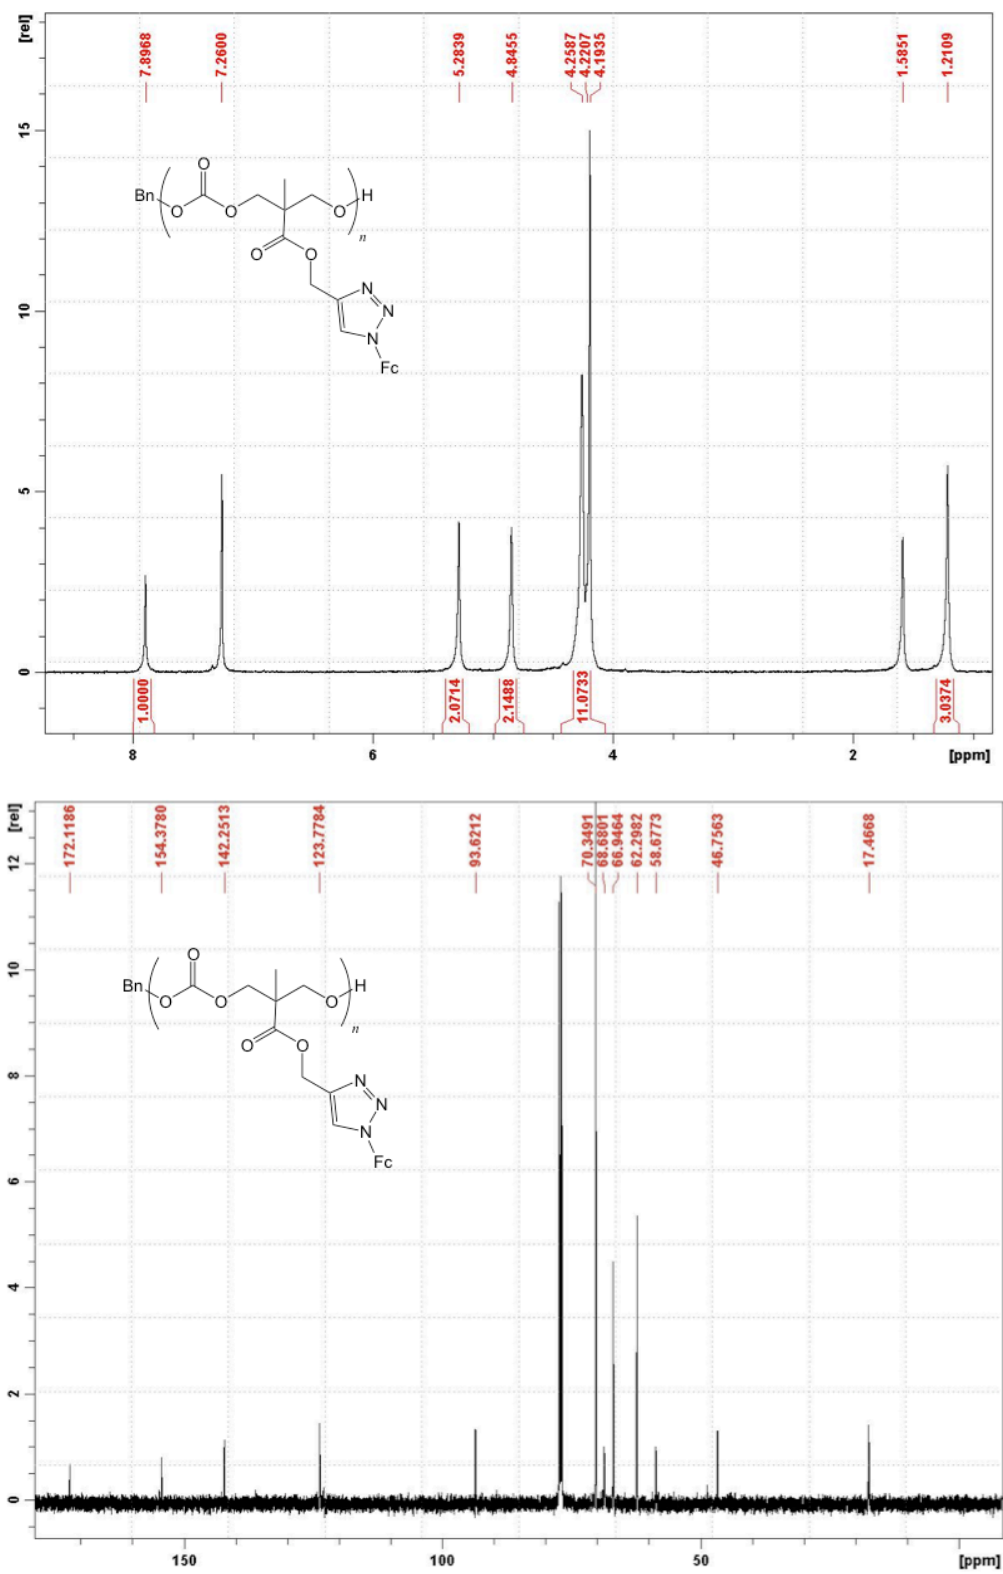 [rel]
7.8968
7.2600
5.2839
4.8455
4.2587
4.2207
4.1935
1.5851
1.2109
15
10
5
0
O
Bn
O
O
O
H
n
O
O
N
N
N
Fc
1.0000
2.0714
2.1488
11.0733
3.0374
8
6
4
2
[ppm]
[rel]
172.1186
154.3780
142.2513
123.7784
93.6212
70.3491
68.6801
66.9464
62.2982
58.6773
46.7563
17.4668
12
10
8
6
4
2
0
O
Bn
O
O
O
H
n
O
O
N
N
N
Fc
150
100
50
[ppm]